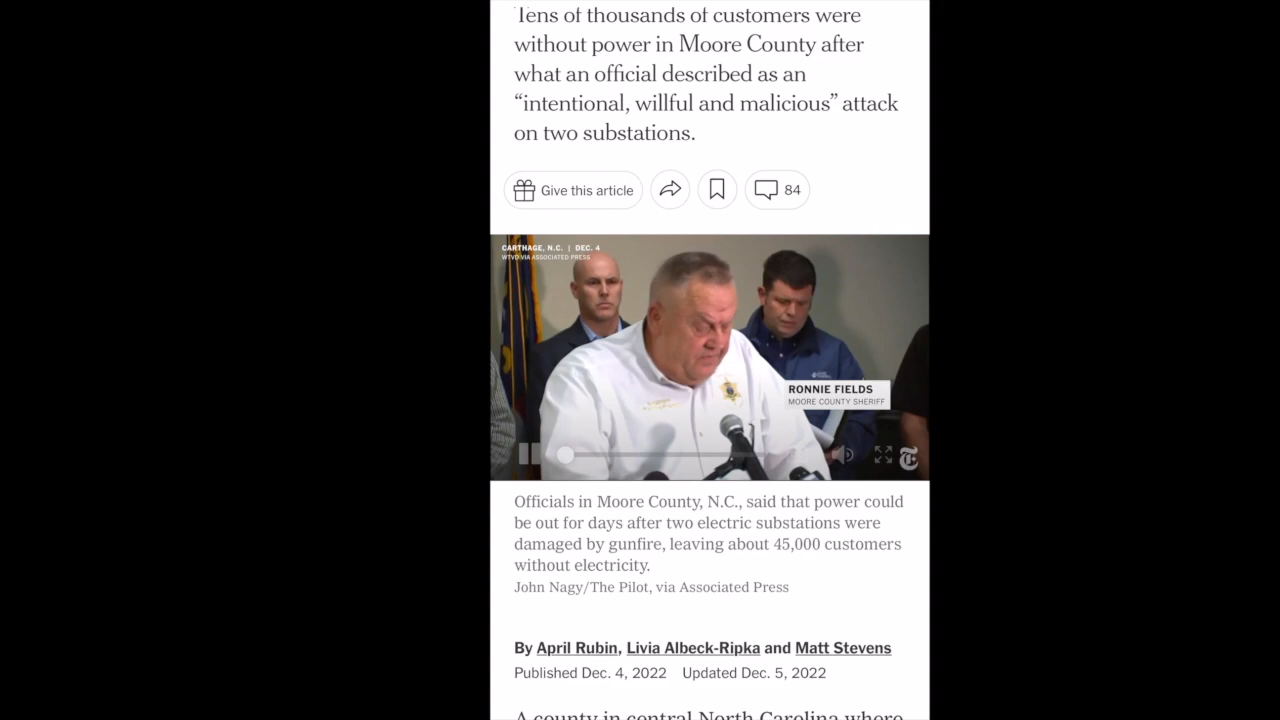 Tens of thousands of customers were
without power in Moore County after
what an official described as an
“intentional, willful and malicious” attack
on two substations.
Give this article
84
CARTHAGE, N.C. | DEC. 4
WTVD VIA ASSOCIATED PRESS
RONNIE FIELDS
MOORE COUNTY SHERIFF
Officials in Moore County, N.C., said that power could
be out for days after two electric substations were
damaged by gunfire, leaving about 45,000 customers
without electricity.
John Nagy/The Pilot, via Associated Press
By April Rubin, Livia Albeck-Ripka and Matt Stevens
Published Dec. 4, 2022 Updated Dec. 5, 2022
A county in central North Carolina where